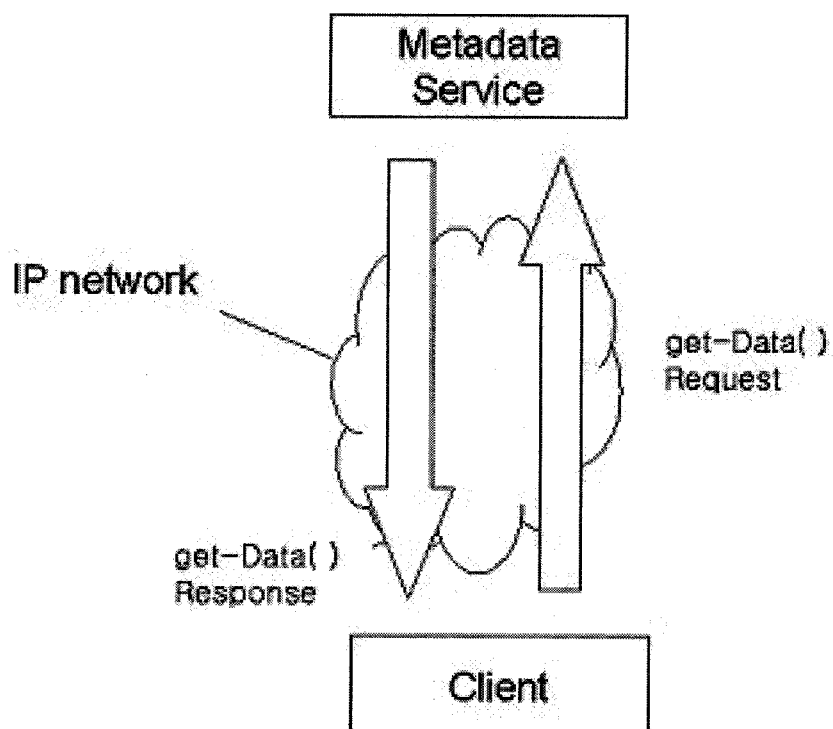 Metadata
Service
IP network
get-Data( )
Request
get-Data( )
Response
Client